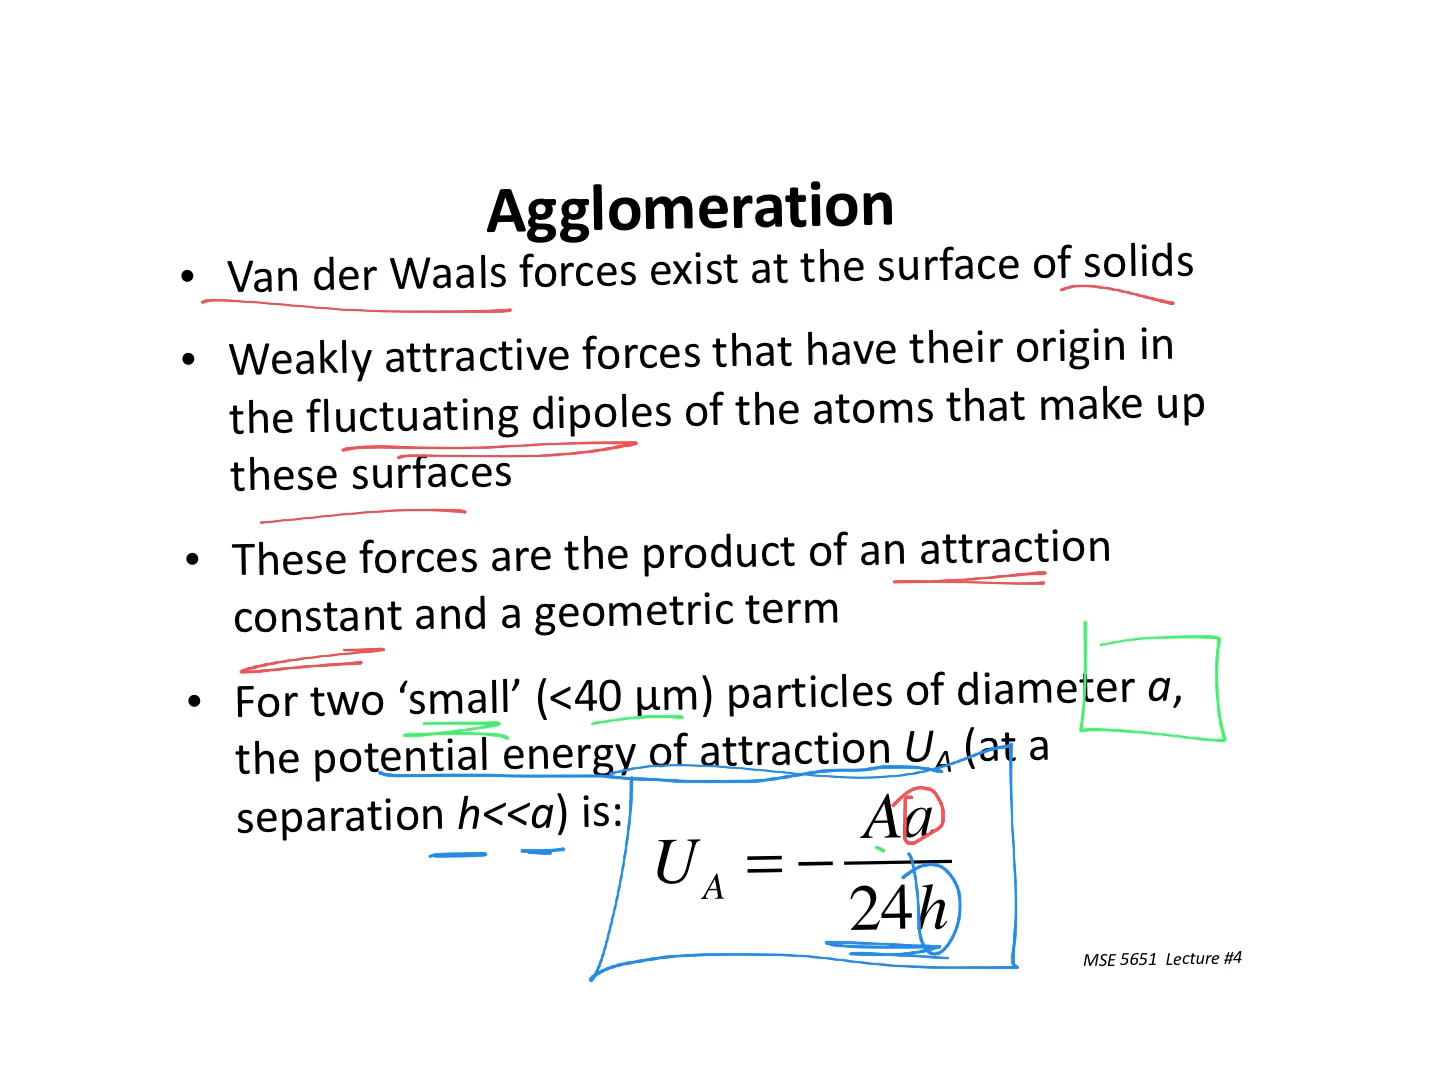 Agglomeration
• Van der Waals forces exist at the surface of solids
• Weakly attractive forces that have their origin in
the fluctuating dipoles of the atoms that make up
these surfaces
• These forces are the product of an attraction
constant and a geometric term
• For two ‘small’ (<40 μm) particles of diameter a,
the potential energy of attraction U_A (at a
separation h<<a) is:
U_A = − Aa / 24h
MSE 5651 Lecture #4